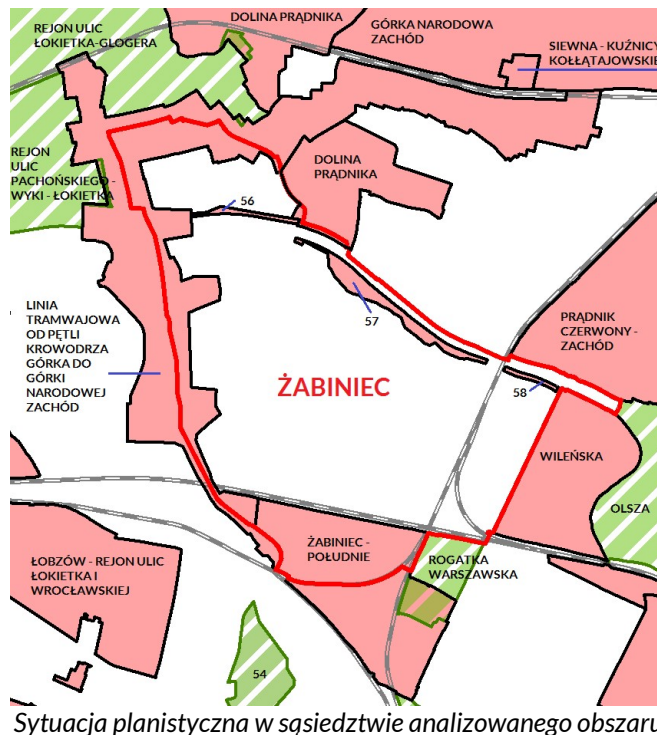 DOLINA PRĄDNIKA
REJON ULIC
ŁOKIETKA-GLOGERA
GÓRKA NARODOWA
ZACHÓD
SIEWNA - KUŹNICY
KOŁŁĄTAJOWSKIE
REJON
ULIC
PACHOŃSKIEGO -
WYKI - ŁOKIETKA
DOLINA
PRĄDNIKA
56
LINIA
TRAMWAJOWA
OD PĘTLI
KROWODRZA
GÓRKA DO
GÓRKI
NARODOWEJ
ZACHÓD
57
PRĄDNIK
CZERWONY -
ZACHÓD
ŻABINIEC
58
WILEŃSKA
OLSZA
ŻABINIEC -
POŁUDNIE
ROGATKA
WARSZAWSKA
ŁOBZÓW - REJON ULIC
ŁOKIETKA I
WROCŁAWSKIEJ
54
Sytuacja planistyczna w sąsiedztwie analizowanego obszaru